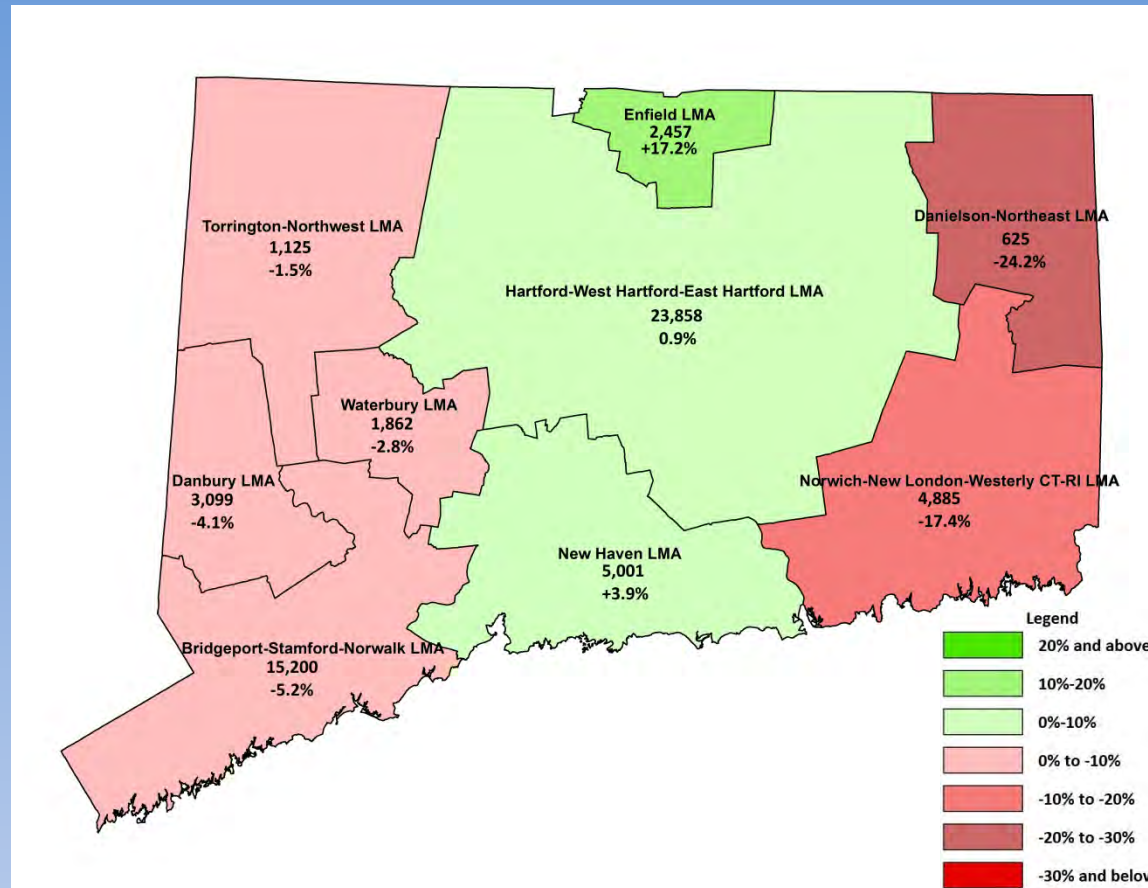 Enfield LMA
2,457
+17.2%
Torrington-Northwest LMA
1,125
-1.5%
Danielson-Northeast LMA
625
-24.2%
Hartford-West Hartford-East Hartford LMA
23,858
0.9%
Waterbury LMA
1,862
-2.8%
Danbury LMA
3,099
-4.1%
Norwich-New London-Westerly CT-RI LMA
4,885
-17.4%
New Haven LMA
5,001
+3.9%
Bridgeport-Stamford-Norwalk LMA
15,200
-5.2%
Legend
20% and above
10%-20%
0%-10%
0% to -10%
-10% to -20%
-20% to -30%
-30% and below